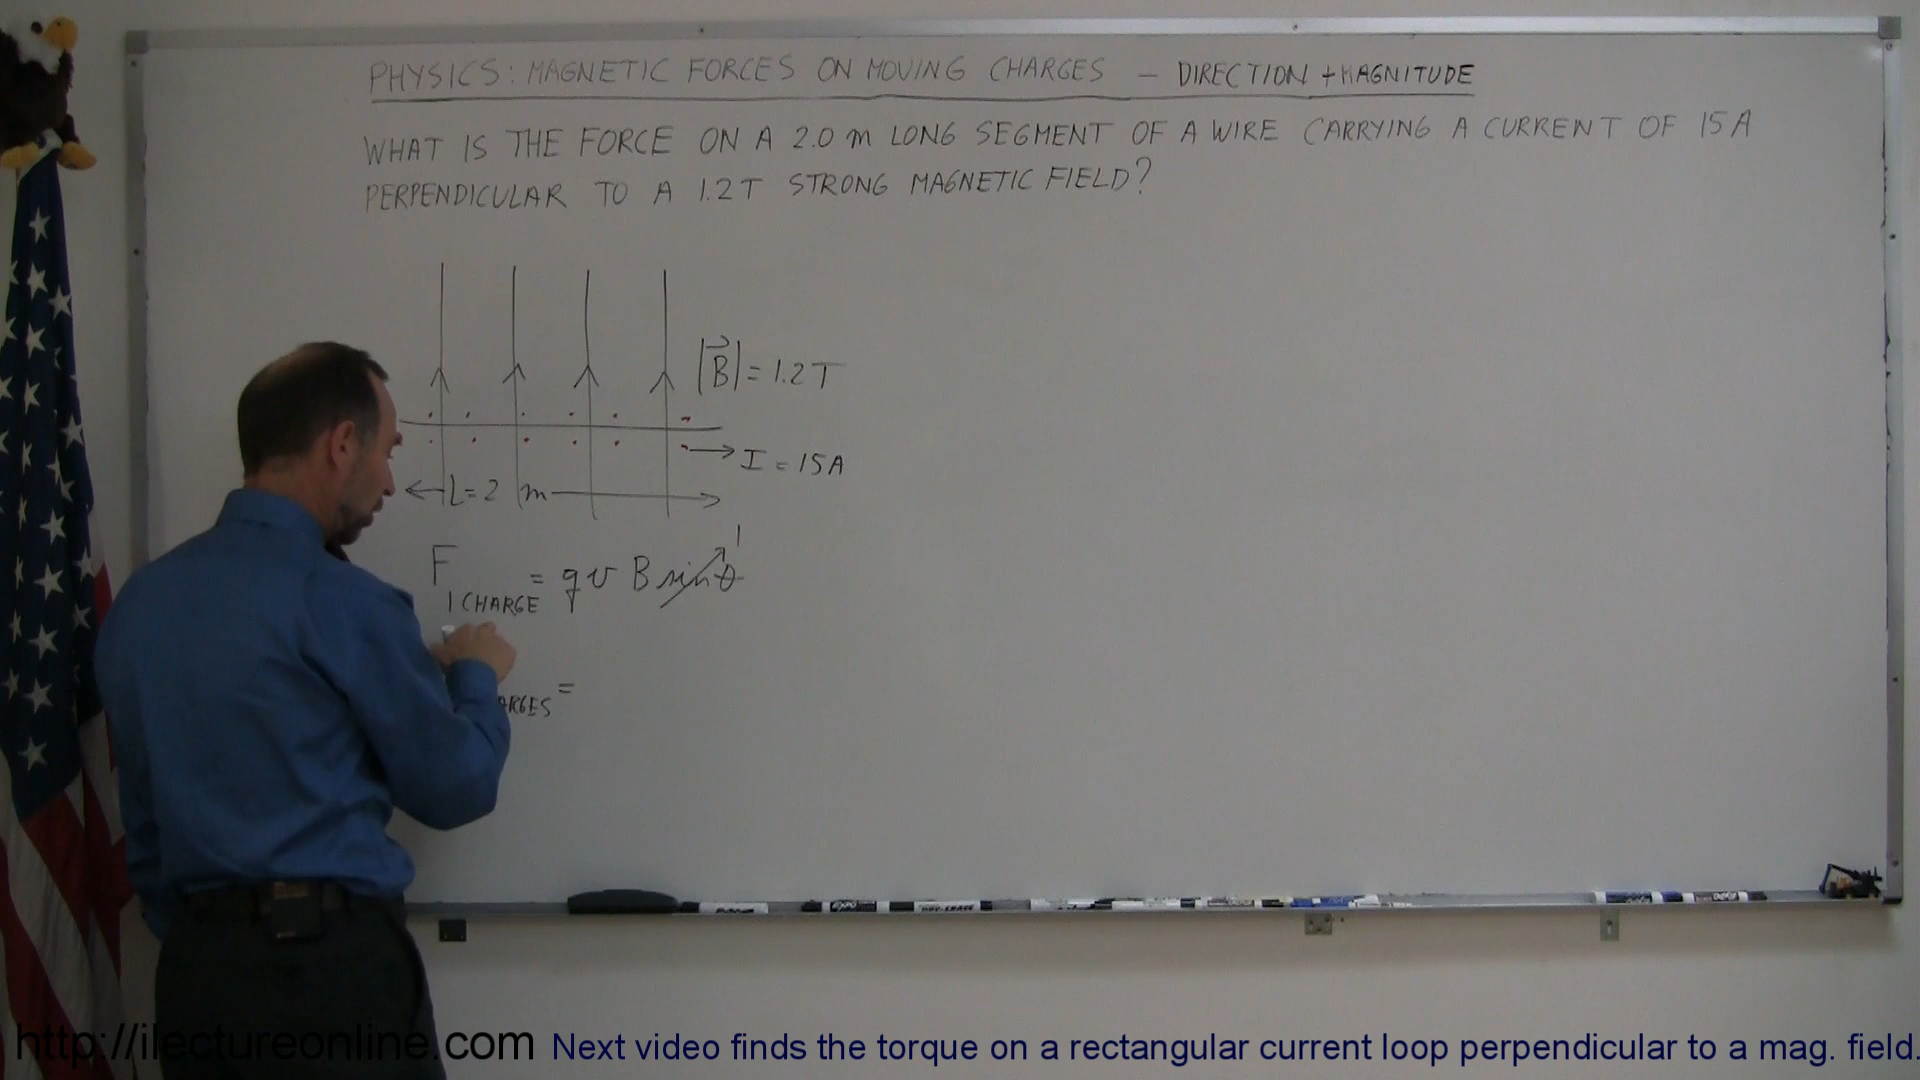 PHYSICS: MAGNETIC FORCES ON MOVING CHARGES – DIRECTION + MAGNITUDE
WHAT IS THE FORCE ON A 2.0 m LONG SEGMENT OF A WIRE CARRYING A CURRENT OF 15 A
PERPENDICULAR TO A 1.2 T STRONG MAGNETIC FIELD?
|B⃗| = 1.2 T
I = 15 A
L = 2 m
1
F 1 CHARGE = qv B sin θ
ARGES =
http://ilectureonline.com Next video finds the torque on a rectangular current loop perpendicular to a mag. field.